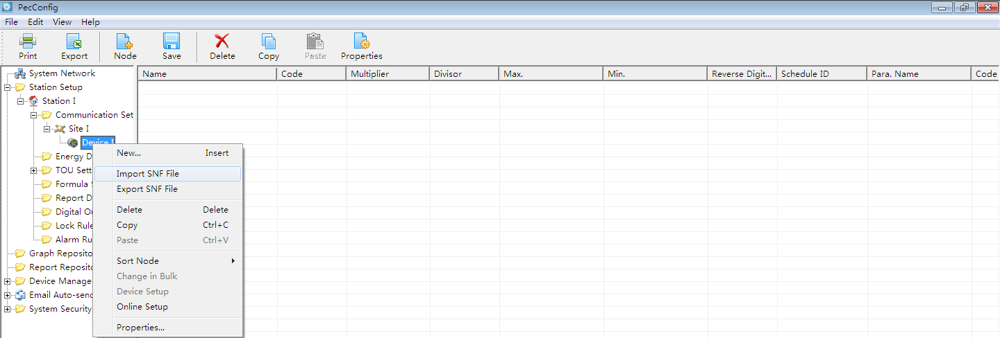 PecConfig
File Edit View Help
Print Export Node Save Delete Copy Paste Properties
Name Code Multiplier Divisor Max. Min. Reverse Digit... Schedule ID Para. Name Code
System Network
Station Setup
Station I
Communication Set
Site I
Device I
Energy D
TOU Sett
Formula
Report D
Digital Ou
Lock Rule
Alarm Ru
Graph Reposito
Report Reposito
Device Manage
Email Auto-send
System Security
New... Insert
Import SNF File
Export SNF File
Delete Delete
Copy Ctrl+C
Paste Ctrl+V
Sort Node
Change in Bulk
Device Setup
Online Setup
Properties...